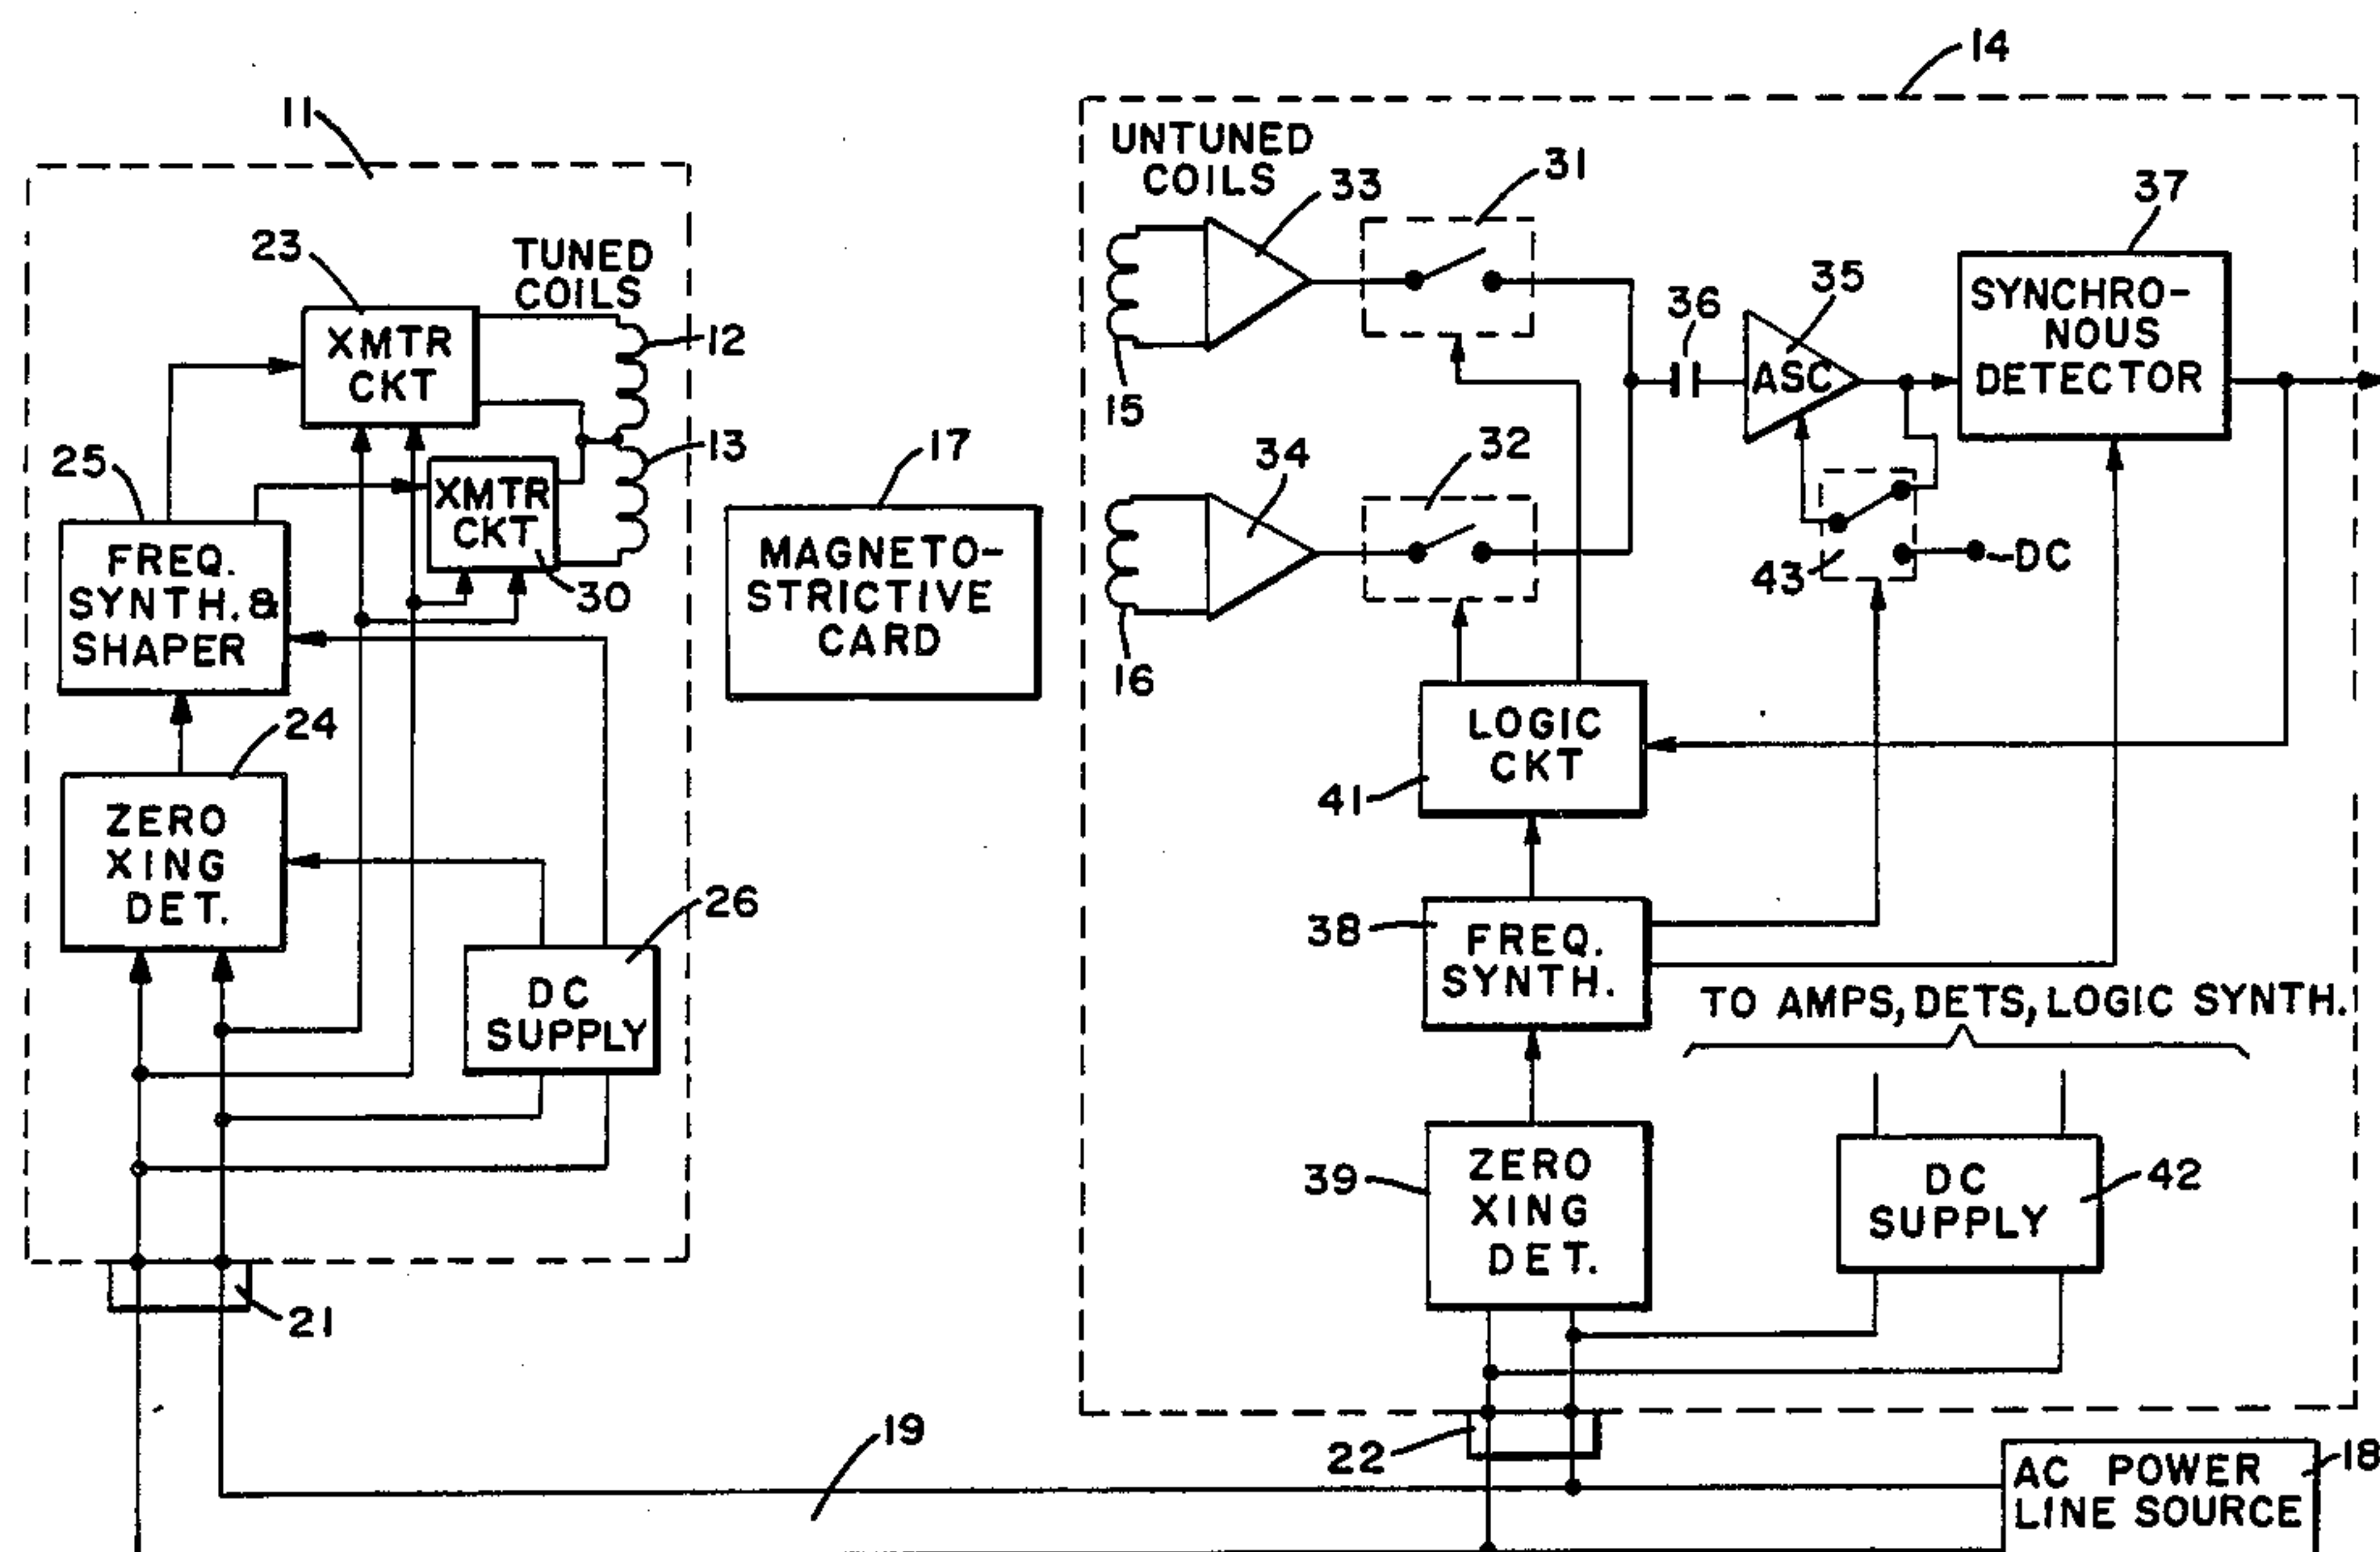 14
11
UNTUNED
COILS
33
31
37
23
TUNED
COILS
XMTR
CKT
12
36
35
SYNCHRO-
NOUS
DETECTOR
ASC
15
13
25
17
34
32
XMTR
CKT
30
FREQ.
SYNTH. &
SHAPER
MAGNETO-
STRICTIVE
CARD
43
-DC
16
24
LOGIC
CKT
41
ZERO
XING
DET.
26
38
FREQ.
SYNTH.
DC
SUPPLY
TO AMPS, DETS, LOGIC SYNTH.
39
ZERO
XING
DET.
DC
SUPPLY
42
21
19
22
AC POWER
LINE SOURCE
18